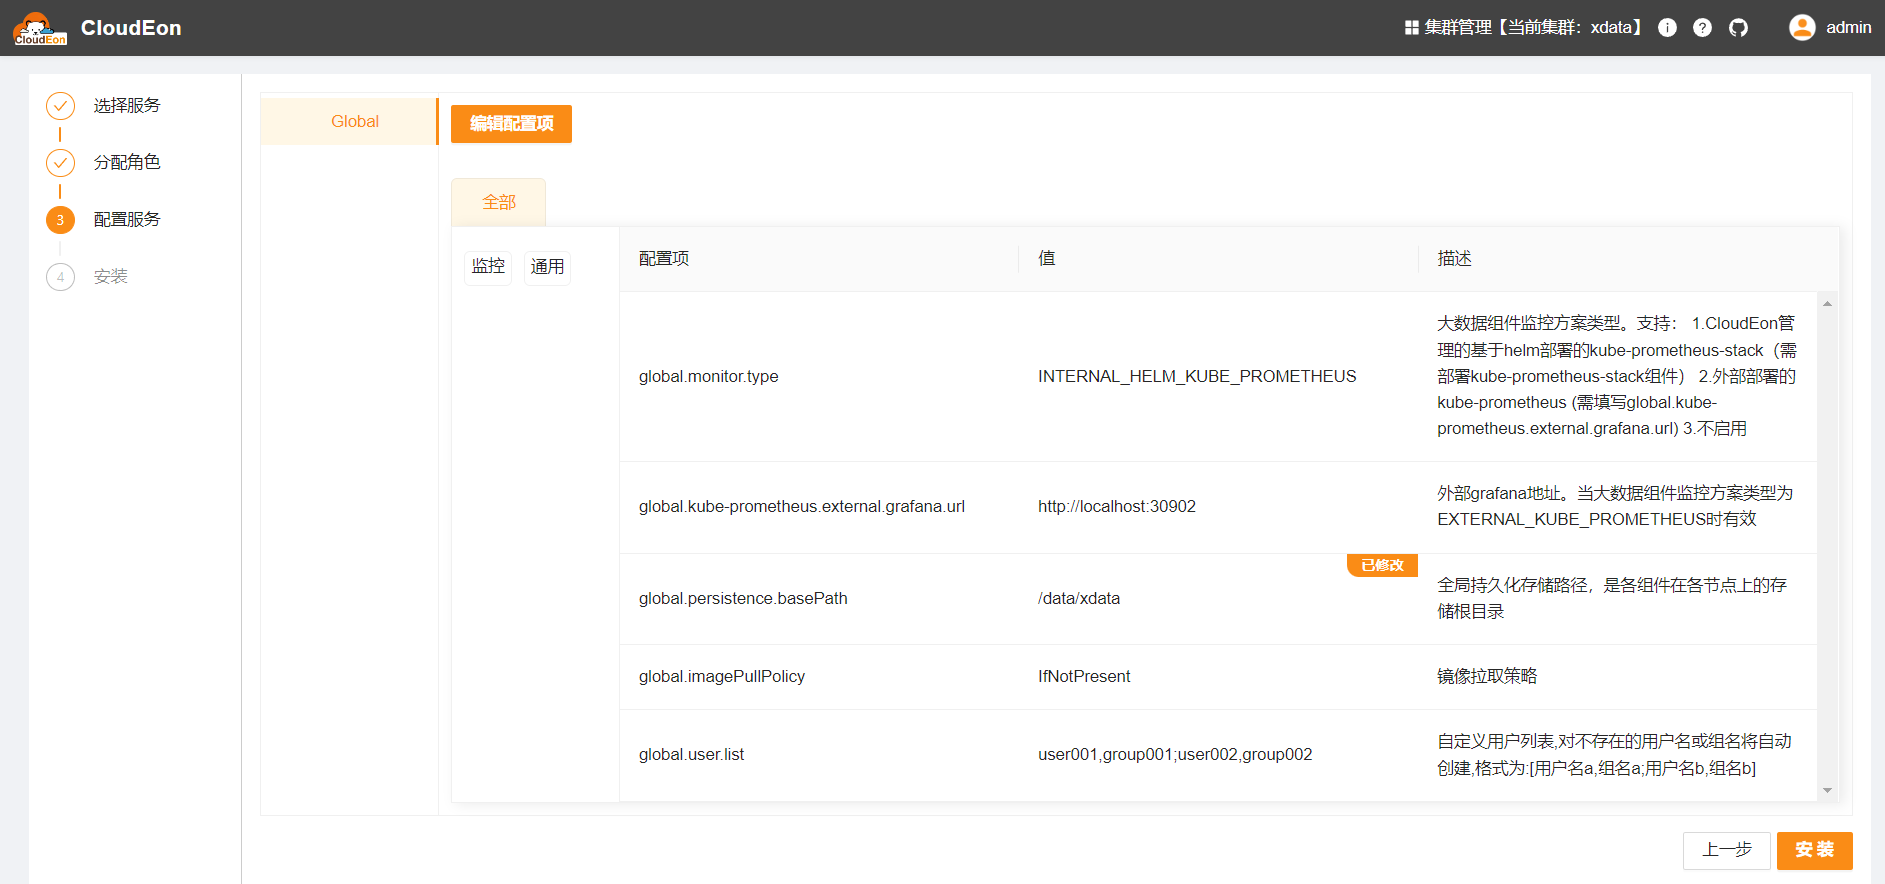 CloudEon
CloudEon
集群管理【当前集群：xdata】
admin
选择服务
分配角色
3
配置服务
4
安装
Global
编辑配置项
全部
监控
通用
配置项
值
描述
global.monitor.type
INTERNAL_HELM_KUBE_PROMETHEUS
大数据组件监控方案类型。支持： 1.CloudEon管
理的基于helm部署的kube-prometheus-stack（需
部署kube-prometheus-stack组件） 2.外部部署的
kube-prometheus (需填写global.kube-
prometheus.external.grafana.url) 3.不启用
global.kube-prometheus.external.grafana.url
http://localhost:30902
外部grafana地址。当大数据组件监控方案类型为
EXTERNAL_KUBE_PROMETHEUS时有效
已修改
global.persistence.basePath
/data/xdata
全局持久化存储路径，是各组件在各节点上的存
储根目录
global.imagePullPolicy
IfNotPresent
镜像拉取策略
global.user.list
user001,group001;user002,group002
自定义用户列表,对不存在的用户名或组名将自动
创建,格式为:[用户名a,组名a;用户名b,组名b]
上一步
安装